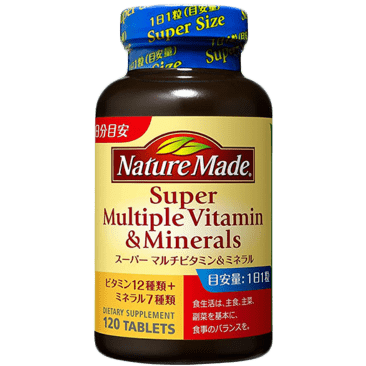 1日1粒(目安量)
Super Size
日分目安
Nature Made®
Super
Multiple Vitamin
& Minerals
スーパー マルチビタミン&ミネラル
ビタミン12種類+
ミネラル7種類
目安量:1日1粒
DIETARY SUPPLEMENT
120 TABLETS
食生活は、主食、主菜、
副菜を基本に、
食事のバランスを。